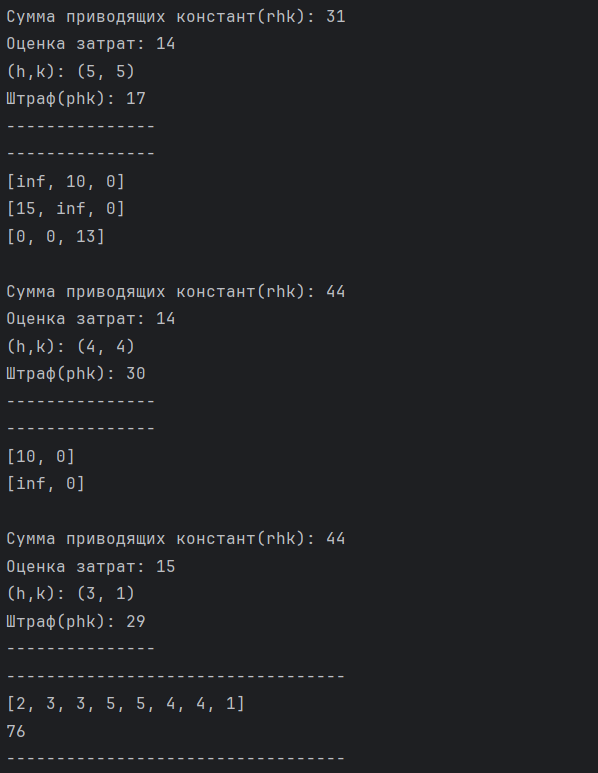 Сумма приводящих констант(rhk): 31
Оценка затрат: 14
(h,k): (5, 5)
Штраф(phk): 17
---------------
---------------
[inf, 10, 0]
[15, inf, 0]
[0, 0, 13]
Сумма приводящих констант(rhk): 44
Оценка затрат: 14
(h,k): (4, 4)
Штраф(phk): 30
---------------
---------------
[10, 0]
[inf, 0]
Сумма приводящих констант(rhk): 44
Оценка затрат: 15
(h,k): (3, 1)
Штраф(phk): 29
---------------
----------------------------------
[2, 3, 3, 5, 5, 4, 4, 1]
76
----------------------------------